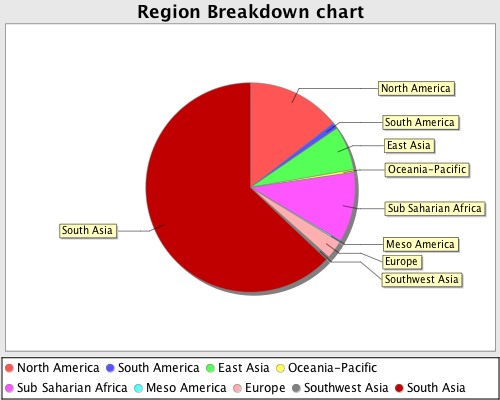 Region Breakdown chart
North America
South America
East Asia
Oceania-Pacific
Sub Saharian Africa
South Asia
Meso America
Europe
Southwest Asia
North America South America East Asia Oceania-Pacific
Sub Saharian Africa Meso America Europe Southwest Asia South Asia